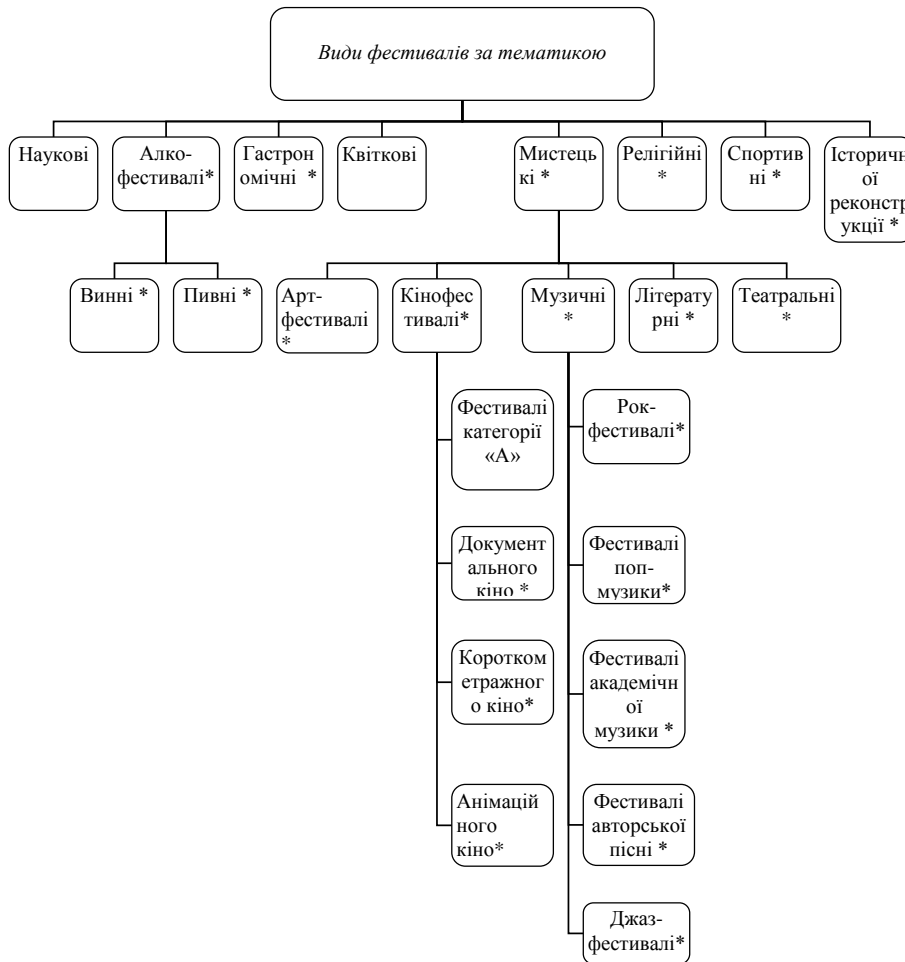 Види фестивалів за тематикою
Наукові
Алко-
фестивалі*
Гастрон
омічні *
Квіткові
Мистець
кі *
Релігійні
*
Спортив
ні *
Історичн
ої
реконстр
укції *
Винні *
Пивні *
Арт-
фестивалі
*
Кінофес
тивалі*
Музичні
*
Літерату
рні *
Театральні
*
Фестивалі
категорії
«А»
Документ
ального
кіно *
Коротком
етражног
о кіно*
Анімацій
ного
кіно*
Рок-
фестивалі*
Фестивалі
поп-
музики*
Фестивалі
академічн
ої
музики *
Фестивалі
авторської
пісні *
Джаз-
фестивалі*